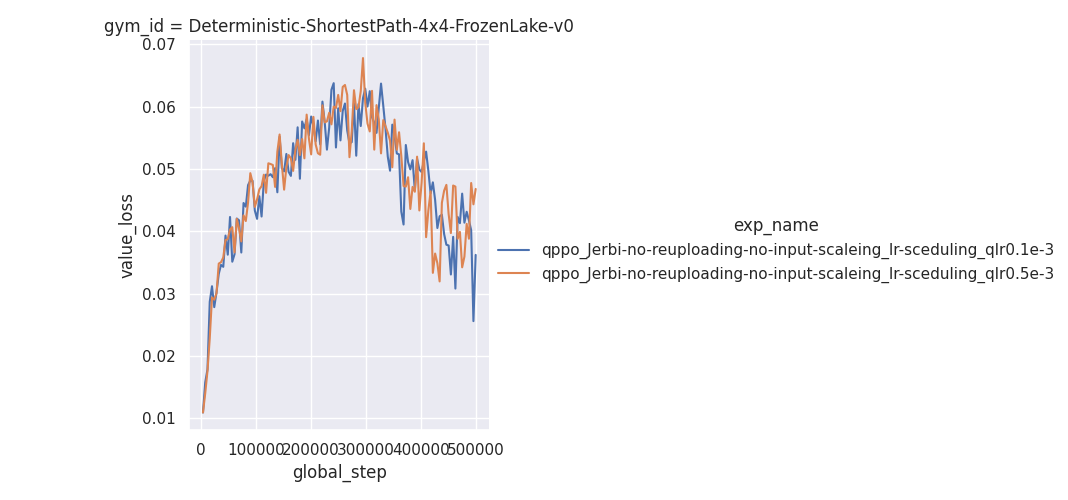 gym_id = Deterministic-ShortestPath-4x4-FrozenLake-v0
0.07
0.06
0.05
0.04
0.03
0.02
0.01
value_loss
0 100000 200000 300000 400000 500000
global_step
exp_name
qppo_Jerbi-no-reuploading-no-input-scaleing_lr-sceduling_qlr0.1e-3
qppo_Jerbi-no-reuploading-no-input-scaleing_lr-sceduling_qlr0.5e-3